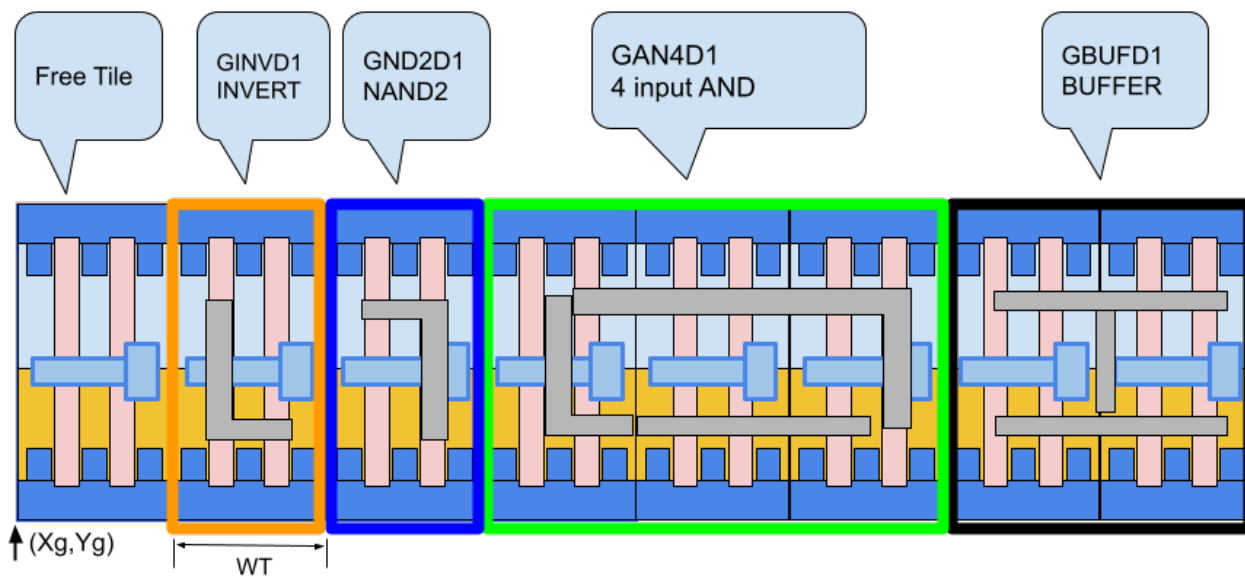 Free Tile
GINVD1
INVERT
GND2D1
NAND2
GAN4D1
4 input AND
GBUFD1
BUFFER
(Xg,Yg)
WT